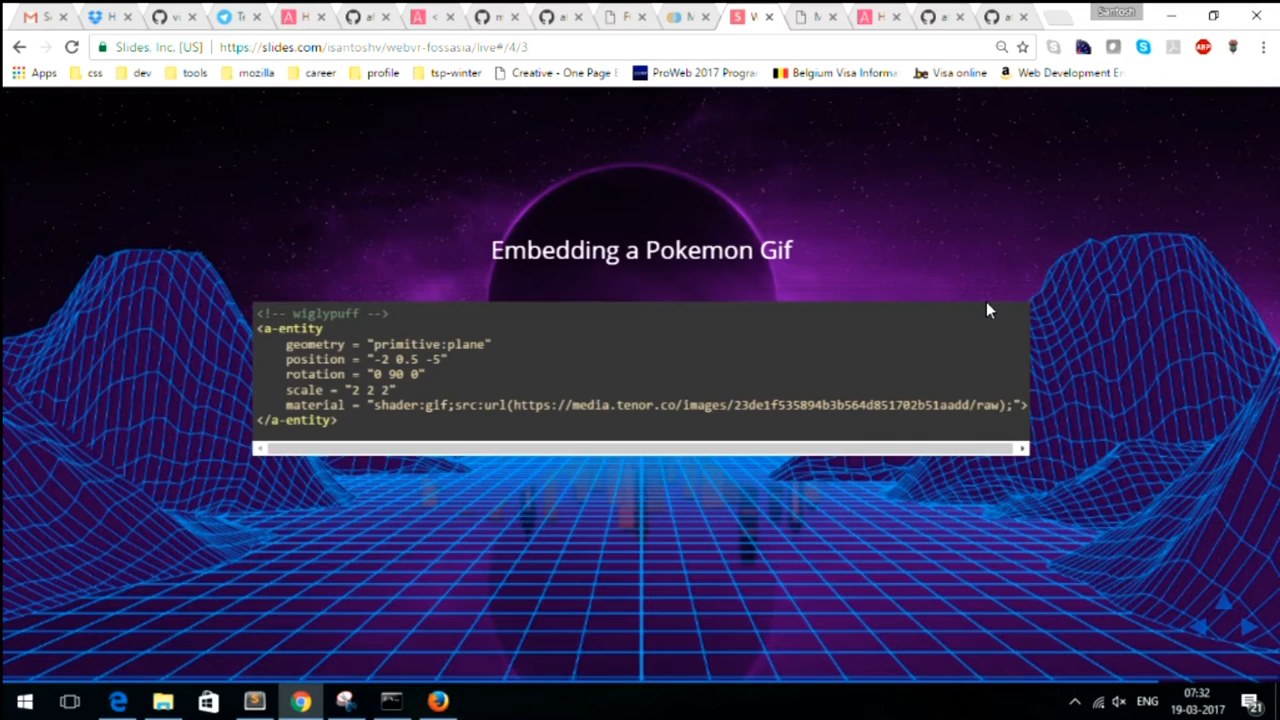 Santosh
Slides, Inc. [US] https://slides.com/isantoshv/webvr-fossasia/live#/4/3
Apps css dev tools mozilla career profile tsp-winter Creative - One Page ProWeb 2017 Progra Belgium Visa Informa .be Visa online Web Development En
Embedding a Pokemon Gif
<!-- wiglypuff -->
<a-entity
geometry = "primitive:plane"
position = "-2 0.5 -5"
rotation = "0 90 0"
scale = "2 2 2"
material = "shader:gif;src:url(https://media.tenor.co/images/23de1f535894b3b564d851702b51aadd/raw);">
</a-entity>
ENG
07:32
19-03-2017
21